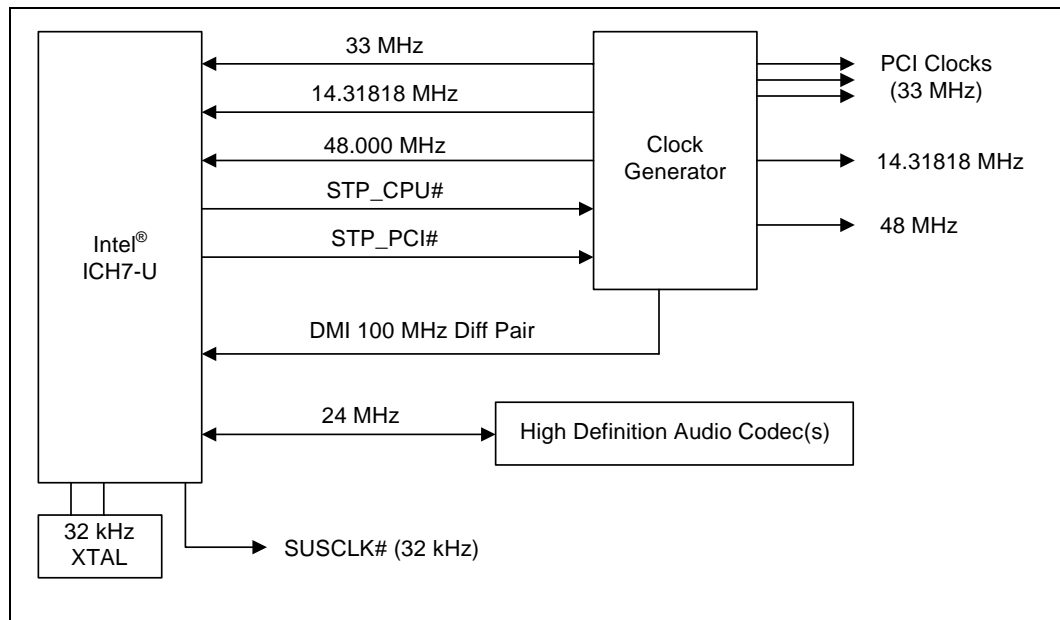 33 MHz
14.31818 MHz
48.000 MHz
STP_CPU#
STP_PCI#
DMI 100 MHz Diff Pair
24 MHz
Intel®
ICH7-U
Clock
Generator
PCI Clocks
(33 MHz)
14.31818 MHz
48 MHz
High Definition Audio Codec(s)
32 kHz
XTAL
SUSCLK# (32 kHz)